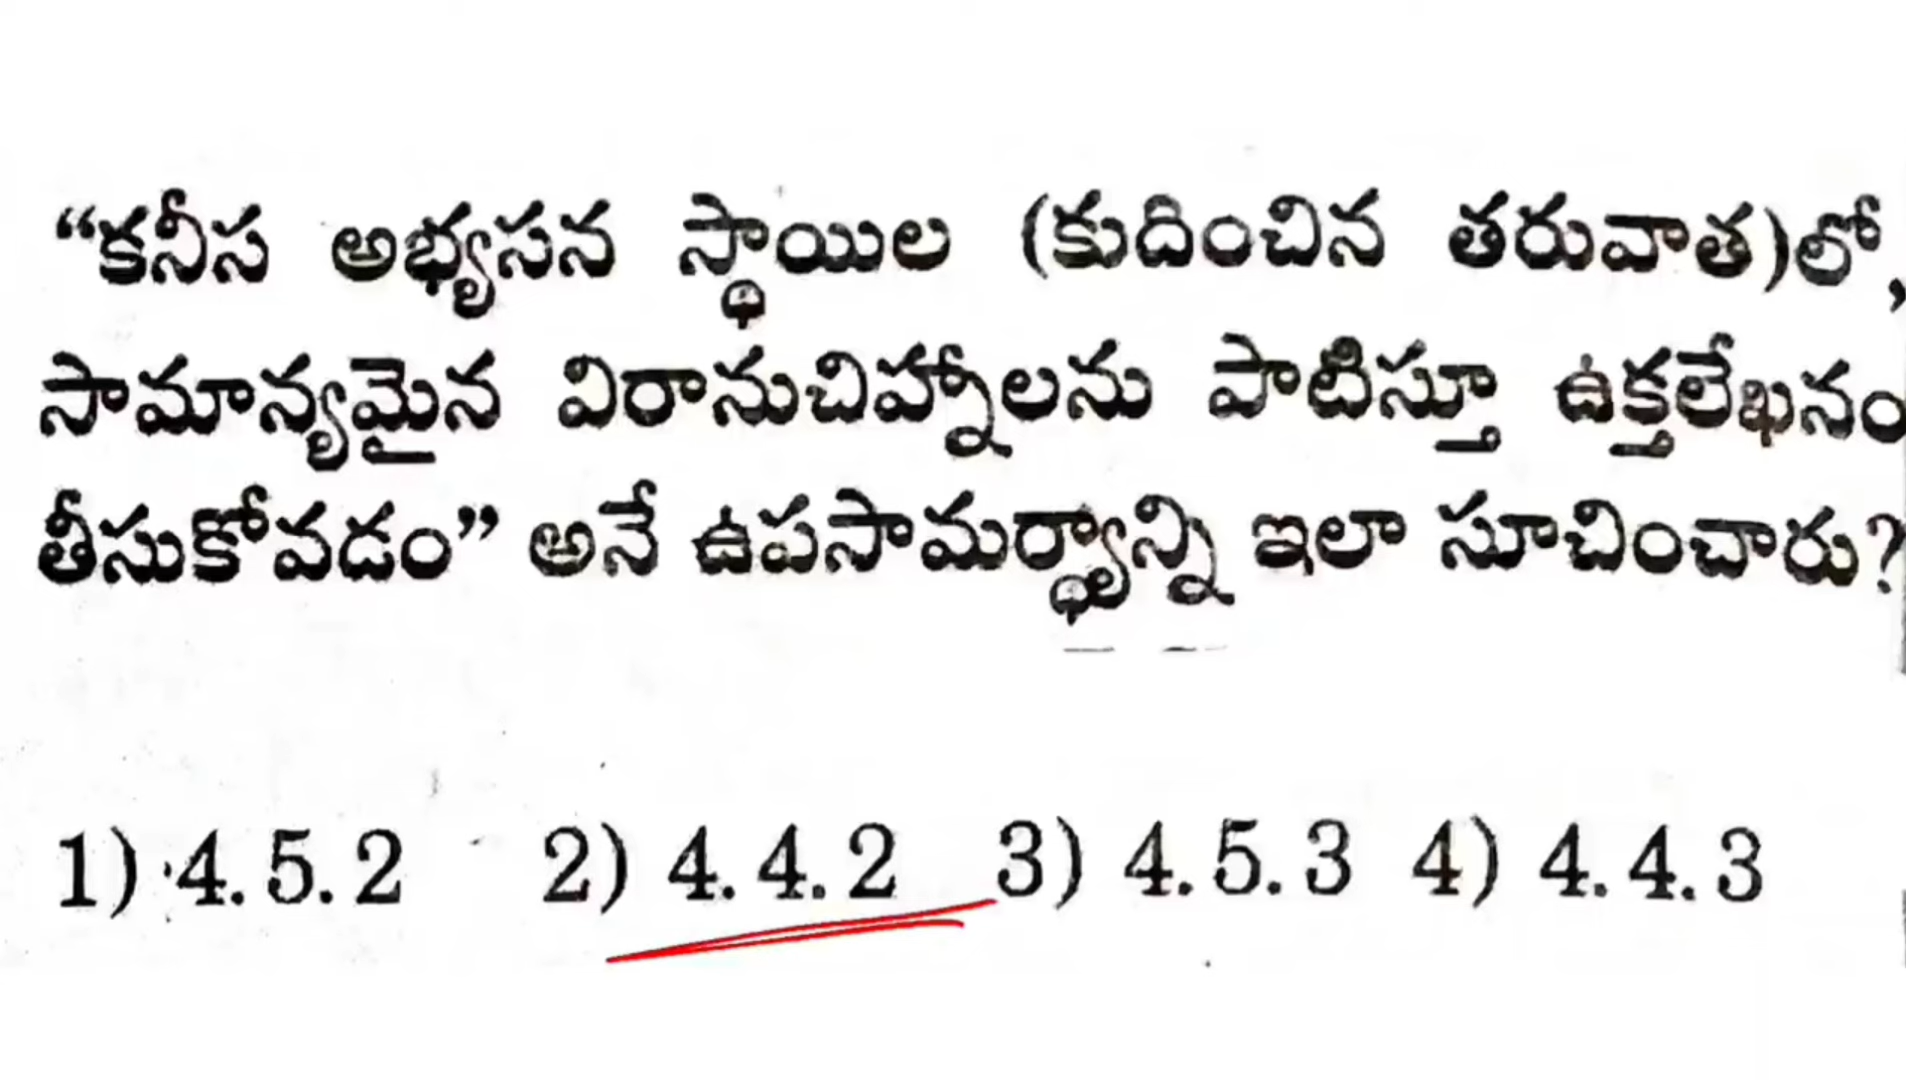 “కనీస అభ్యసన స్థాయిల (కుదించిన తరువాత)లో,
సామాన్యమైన విరామచిహ్నాలను పాటిస్తూ ఉక్తలేఖనం
తీసుకోవడం” అనే ఉపసామర్థ్యాన్ని ఇలా సూచించారు?
1) 4.5.2 2) 4.4.2 3) 4.5.3 4) 4.4.3